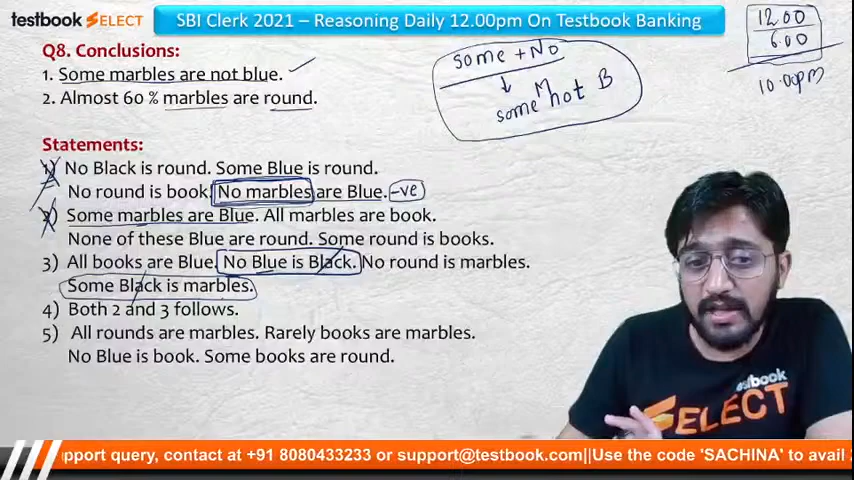 testbook SELECT
SBI Clerk 2021 - Reasoning Daily 12.00pm On Testbook Banking
12.00
6.00
10.00pm
Q8. Conclusions:
1. Some marbles are not blue.
2. Almost 60 % marbles are round.
some + No
some M not B
Statements:
1) No Black is round. Some Blue is round.
No round is book. No marbles are Blue. -ve
2) Some marbles are Blue. All marbles are book.
None of these Blue are round. Some round is books.
3) All books are Blue. No Blue is Black. No round is marbles.
Some Black is marbles.
4) Both 2 and 3 follows.
5) All rounds are marbles. Rarely books are marbles.
No Blue is book. Some books are round.
testbook
SELECT
upport query, contact at +91 8080433233 or support@testbook.com||Use the code 'SACHINA' to avail